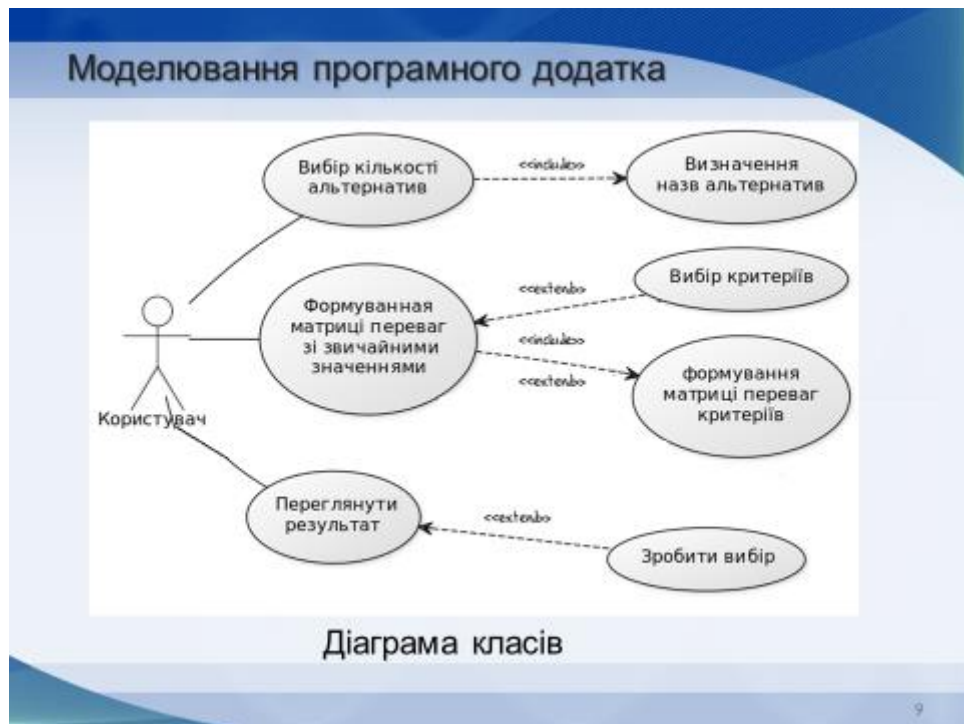 Моделювання програмного додатка
Вибір кількості
альтернатив
<<include>>
Визначення
назв альтернатив
Вибір критеріїв
<<extend>>
Формуванная
матриці переваг
зі звичайними
значеннями
<<include>>
<<extend>>
формування
матриці переваг
критеріїв
Користувач
Переглянути
результат
<<extend>>
Зробити вибір
Діаграма класів
9